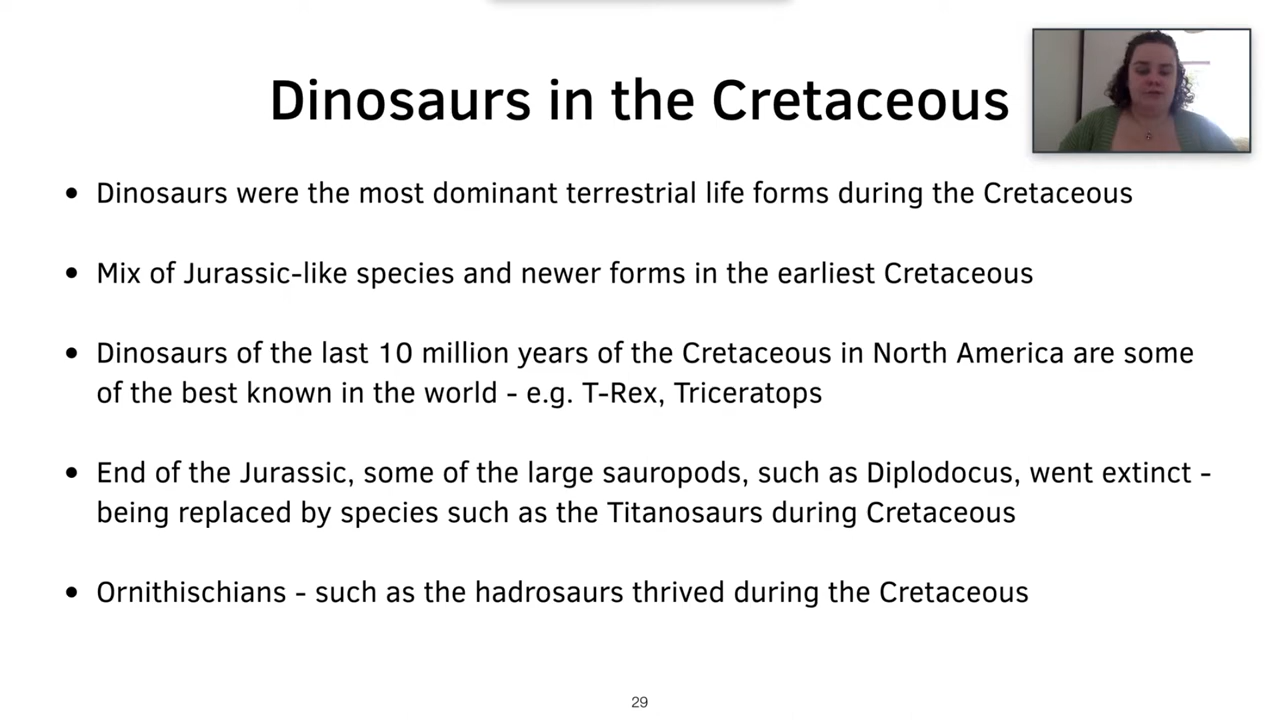 Dinosaurs in the Cretaceous
• Dinosaurs were the most dominant terrestrial life forms during the Cretaceous
• Mix of Jurassic-like species and newer forms in the earliest Cretaceous
• Dinosaurs of the last 10 million years of the Cretaceous in North America are some
of the best known in the world - e.g. T-Rex, Triceratops
• End of the Jurassic, some of the large sauropods, such as Diplodocus, went extinct -
being replaced by species such as the Titanosaurs during Cretaceous
• Ornithischians - such as the hadrosaurs thrived during the Cretaceous
29